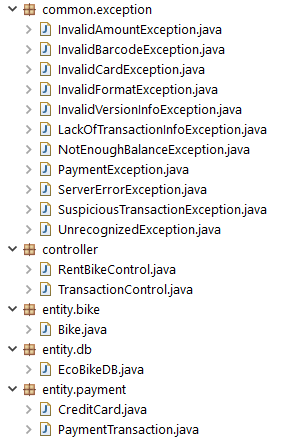 common.exception
InvalidAmountException.java
InvalidBarcodeException.java
InvalidCardException.java
InvalidFormatException.java
InvalidVersionInfoException.java
LackOfTransactionInfoException.java
NotEnoughBalanceException.java
PaymentException.java
ServerErrorException.java
SuspiciousTransactionException.java
UnrecognizedException.java
controller
RentBikeControl.java
TransactionControl.java
entity.bike
Bike.java
entity.db
EcoBikeDB.java
entity.payment
CreditCard.java
PaymentTransaction.java